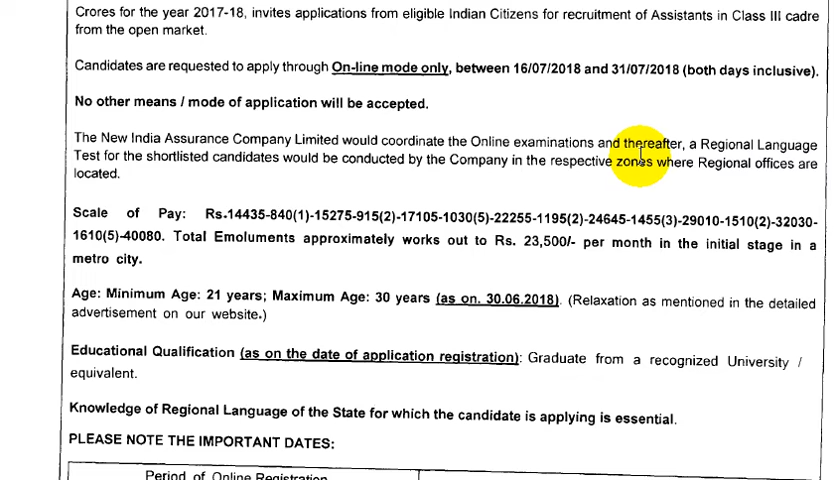 Crores for the year 2017-18, invites applications from eligible Indian Citizens for recruitment of Assistants in Class III cadre
from the open market.
Candidates are requested to apply through On-line mode only, between 16/07/2018 and 31/07/2018 (both days inclusive).
No other means / mode of application will be accepted.
The New India Assurance Company Limited would coordinate the Online examinations and thereafter, a Regional Language
Test for the shortlisted candidates would be conducted by the Company in the respective zones where Regional offices are
located.
Scale of Pay: Rs.14435-840(1)-15275-915(2)-17105-1030(5)-22255-1195(2)-24645-1455(3)-29010-1510(2)-32030-
1610(5)-40080. Total Emoluments approximately works out to Rs. 23,500/- per month in the initial stage in a
metro city.
Age: Minimum Age: 21 years; Maximum Age: 30 years (as on. 30.06.2018). (Relaxation as mentioned in the detailed
advertisement on our website.)
Educational Qualification (as on the date of application registration): Graduate from a recognized University /
equivalent.
Knowledge of Regional Language of the State for which the candidate is applying is essential.
PLEASE NOTE THE IMPORTANT DATES:
Period of Online Registration